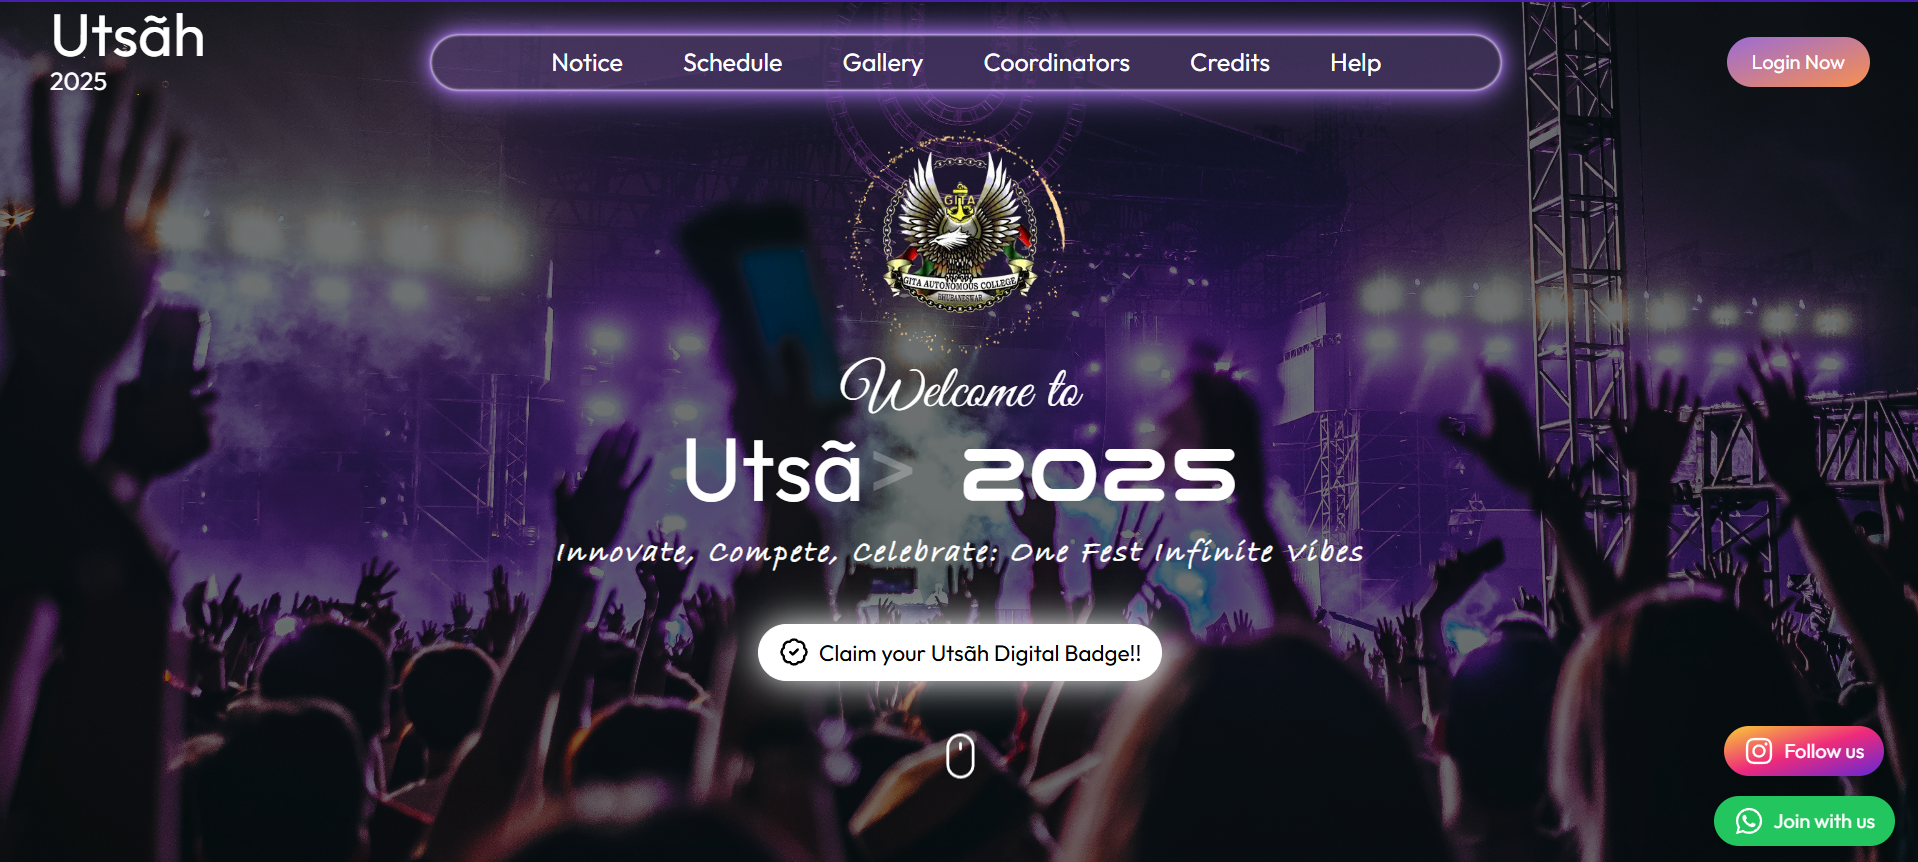 Utsãh
2025
Notice Schedule Gallery Coordinators Credits Help
Login Now
GITA
GITA AUTONOMOUS COLLEGE
BHUBANESWAR
Welcome to
Utsã> 2025
Innovate, Compete, Celebrate: One Fest Infinite Vibes
Claim your Utsãh Digital Badge!!
Follow us
Join with us